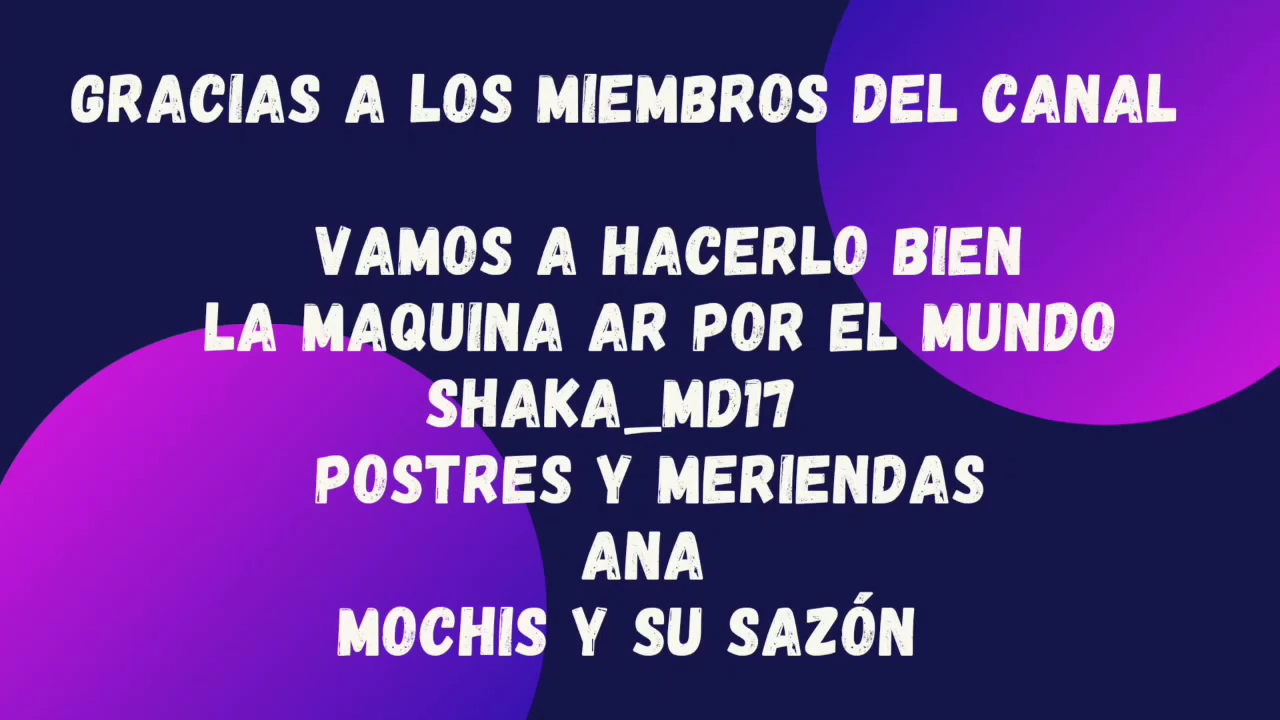 GRACIAS A LOS MIEMBROS DEL CANAL
VAMOS A HACERLO BIEN
LA MAQUINA AR POR EL MUNDO
SHAKA_MD17
POSTRES Y MERIENDAS
ANA
MOCHIS Y SU SAZÓN